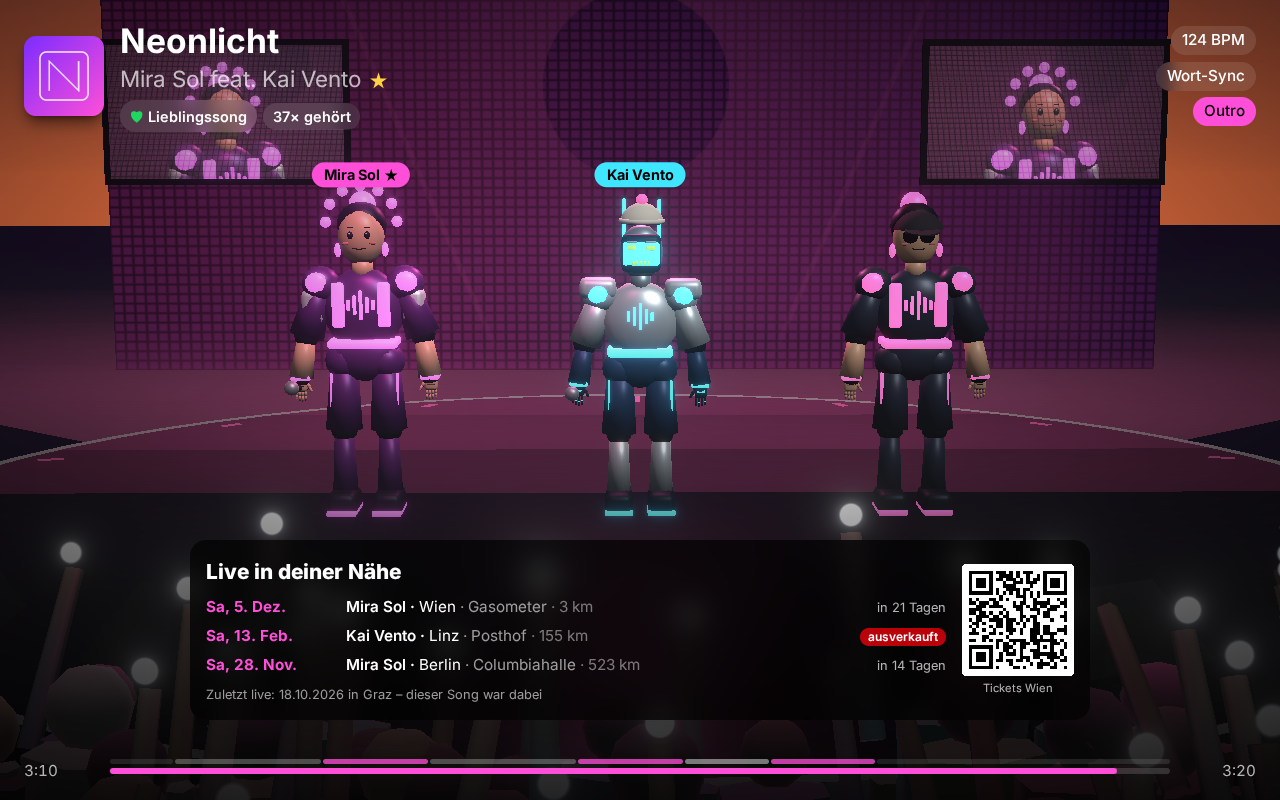 N
Neonlicht
Mira Sol feat. Kai Vento ★
Lieblingssong
37× gehört
124 BPM
Wort-Sync
Outro
Mira Sol ★
Kai Vento
Live in deiner Nähe
Sa, 5. Dez. Mira Sol · Wien · Gasometer · 3 km in 21 Tagen
Sa, 13. Feb. Kai Vento · Linz · Posthof · 155 km ausverkauft
Sa, 28. Nov. Mira Sol · Berlin · Columbiahalle · 523 km in 14 Tagen
Zuletzt live: 18.10.2026 in Graz – dieser Song war dabei
Tickets Wien
3:10
3:20